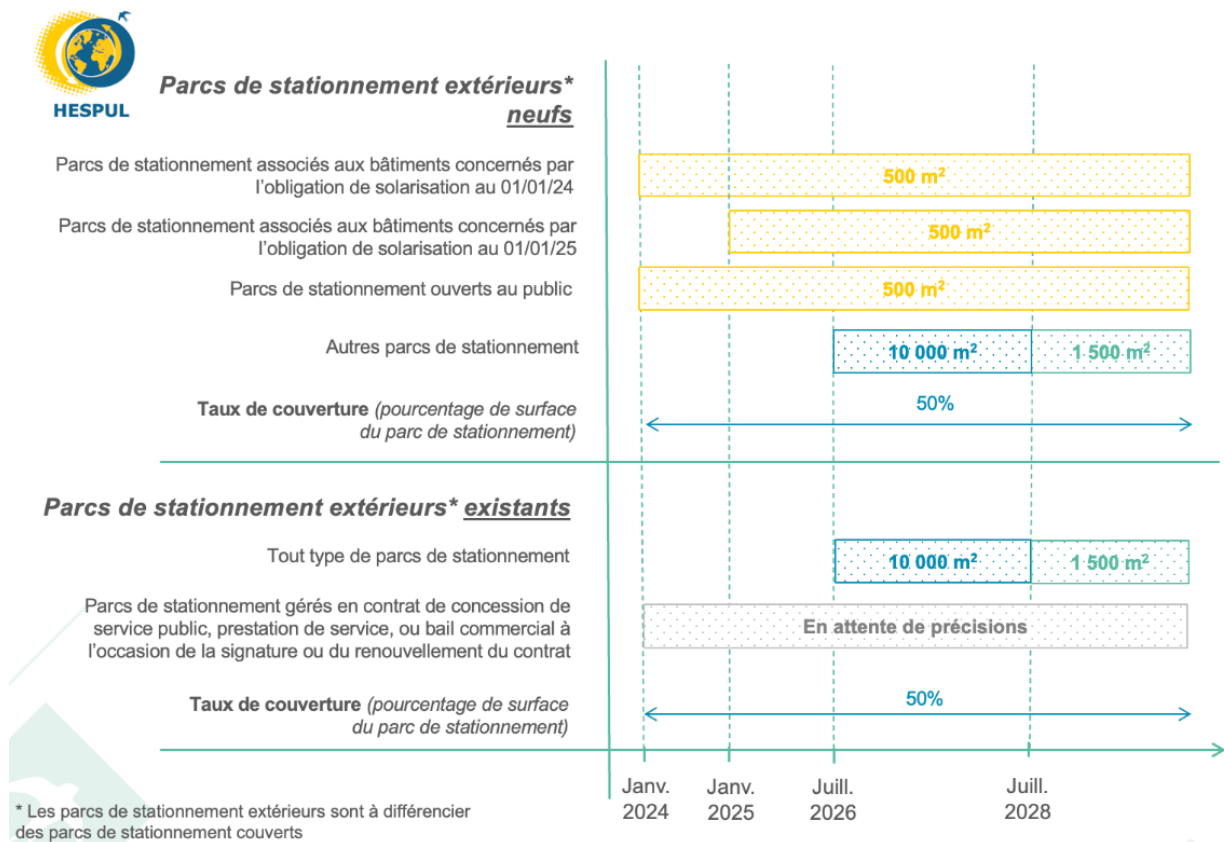 HESPUL
Parcs de stationnement extérieurs*
neufs
Parcs de stationnement associés aux bâtiments concernés par
l'obligation de solarisation au 01/01/24
500 m²
Parcs de stationnement associés aux bâtiments concernés par
l'obligation de solarisation au 01/01/25
500 m²
Parcs de stationnement ouverts au public
500 m²
Autres parcs de stationnement
10 000 m²
1 500 m²
Taux de couverture (pourcentage de surface
du parc de stationnement)
50%
Parcs de stationnement extérieurs* existants
Tout type de parcs de stationnement
10 000 m²
1 500 m²
Parcs de stationnement gérés en contrat de concession de
service public, prestation de service, ou bail commercial à
l'occasion de la signature ou du renouvellement du contrat
En attente de précisions
Taux de couverture (pourcentage de surface
du parc de stationnement)
50%
Janv.
2024
Janv.
2025
Juill.
2026
Juill.
2028
* Les parcs de stationnement extérieurs sont à différencier
des parcs de stationnement couverts